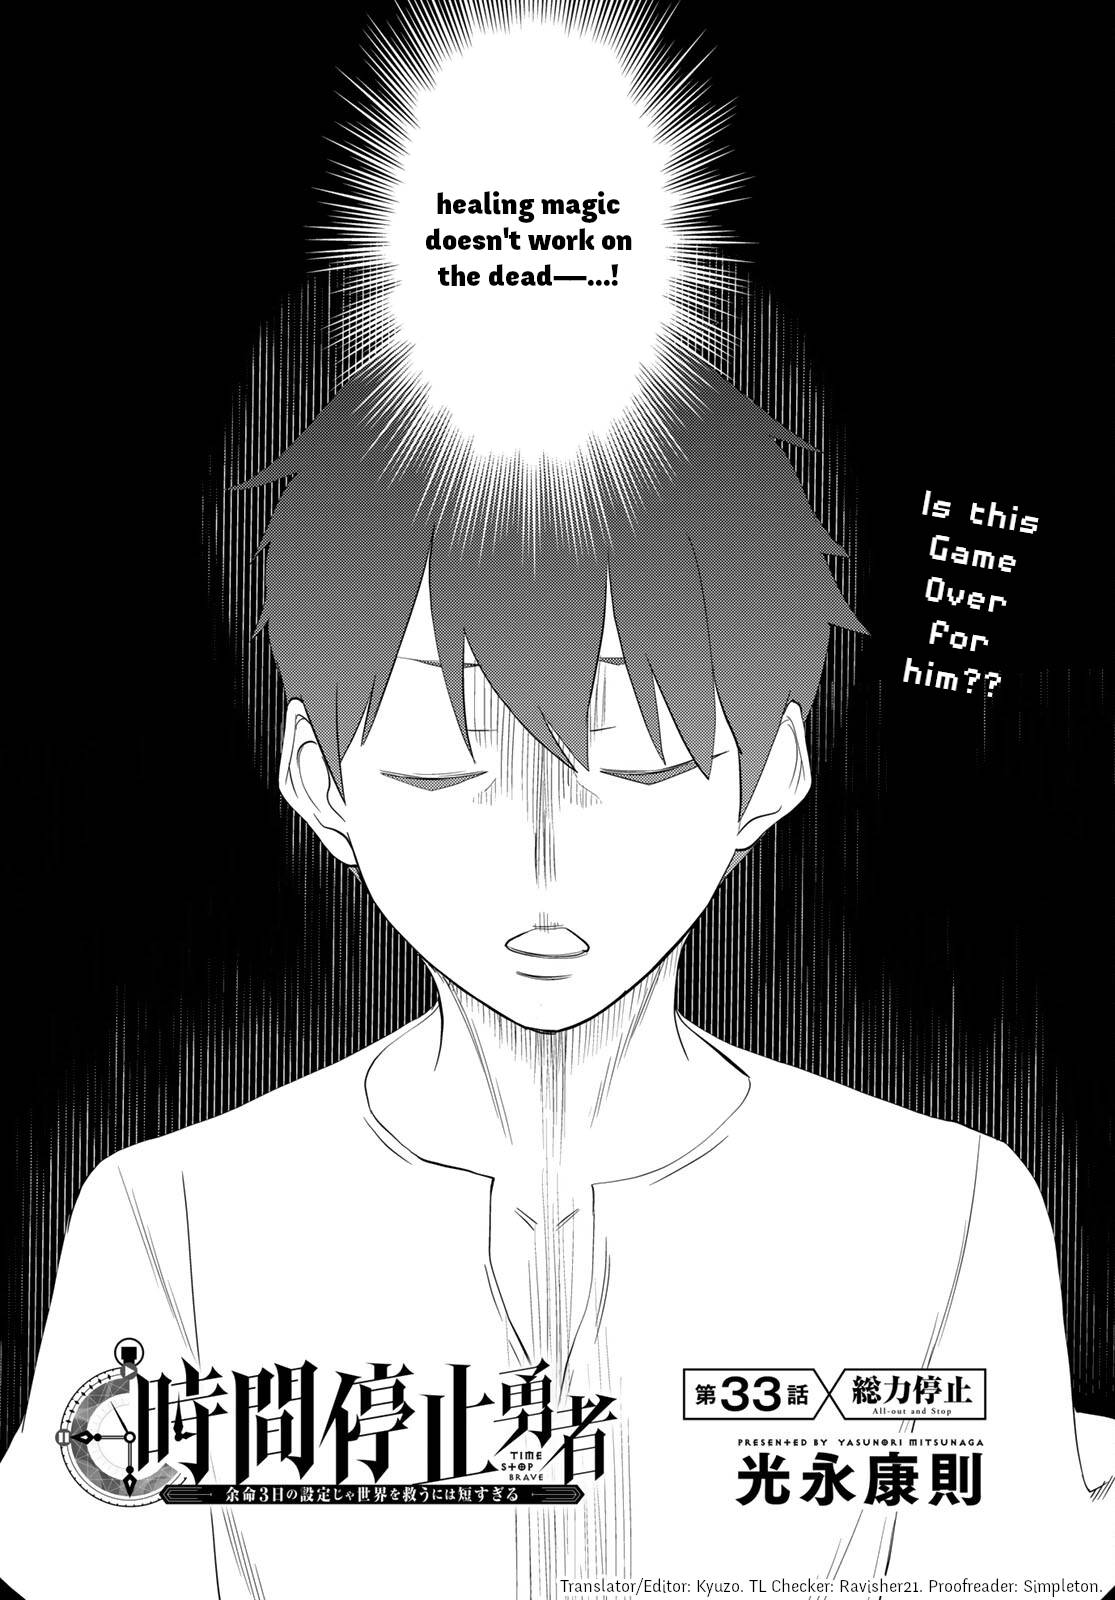 healing magic
doesn't work on
the dead—...!
Is this
Game
Over
for
him??
時間停止勇者
TIME
STOP
BRAVE
余命3日の設定じゃ世界を救うには短すぎる
第33話
総力停止
All-out and Stop
PRESENTED BY YASUNORI MITSUNAGA
光永康則
Translator/Editor: Kyuzo. TL Checker: Ravisher21. Proofreader: Simpleton.